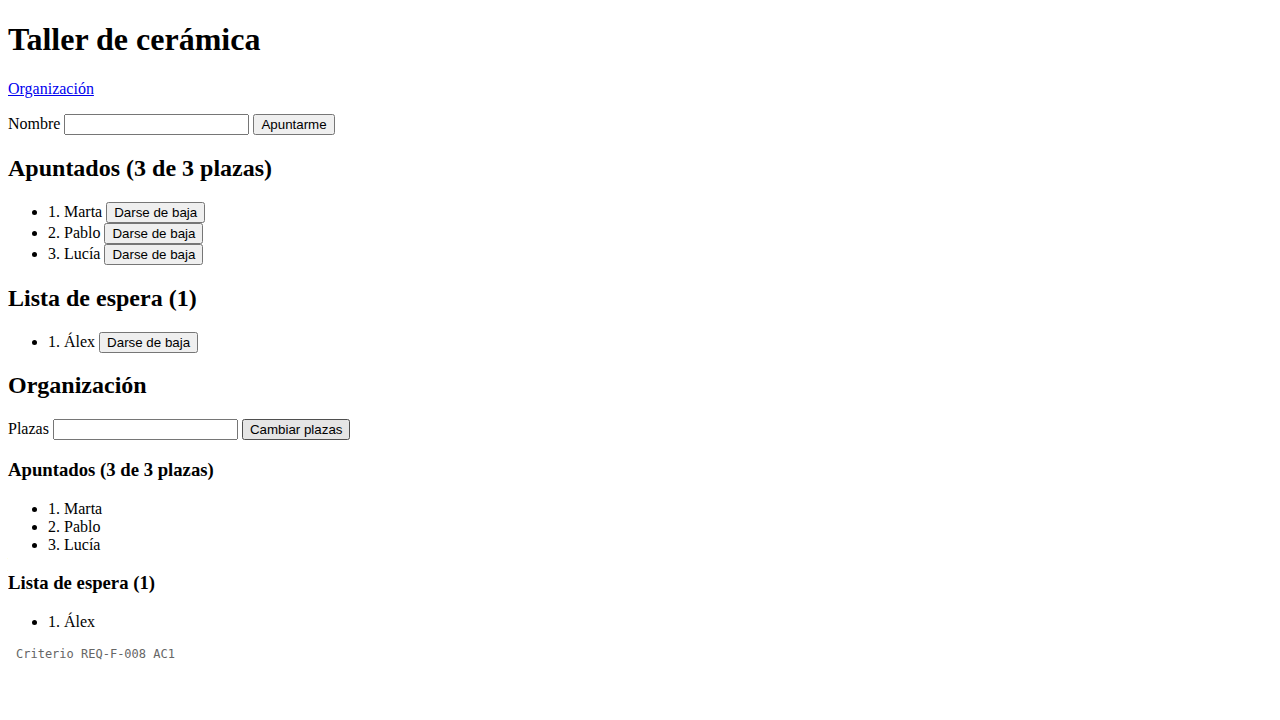 Taller de cerámica
Organización
Nombre Apuntarme
Apuntados (3 de 3 plazas)
1. Marta Darse de baja
2. Pablo Darse de baja
3. Lucía Darse de baja
Lista de espera (1)
1. Álex Darse de baja
Organización
Plazas Cambiar plazas
Apuntados (3 de 3 plazas)
1. Marta
2. Pablo
3. Lucía
Lista de espera (1)
1. Álex
Criterio REQ-F-008 AC1